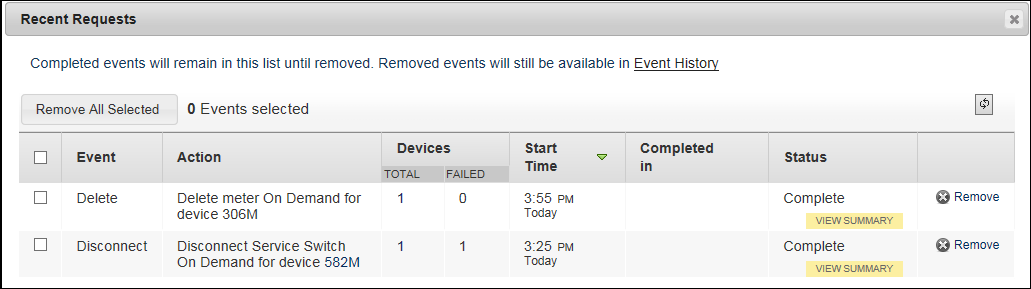 Recent Requests
Completed events will remain in this list until removed. Removed events will still be available in Event History
Remove All Selected 0 Events selected
Event Action Devices Start Time Completed in Status
TOTAL FAILED
Delete Delete meter On Demand for device 306M 1 0 3:55 PM Today Complete Remove
VIEW SUMMARY
Disconnect Disconnect Service Switch On Demand for device 582M 1 1 3:25 PM Today Complete Remove
VIEW SUMMARY